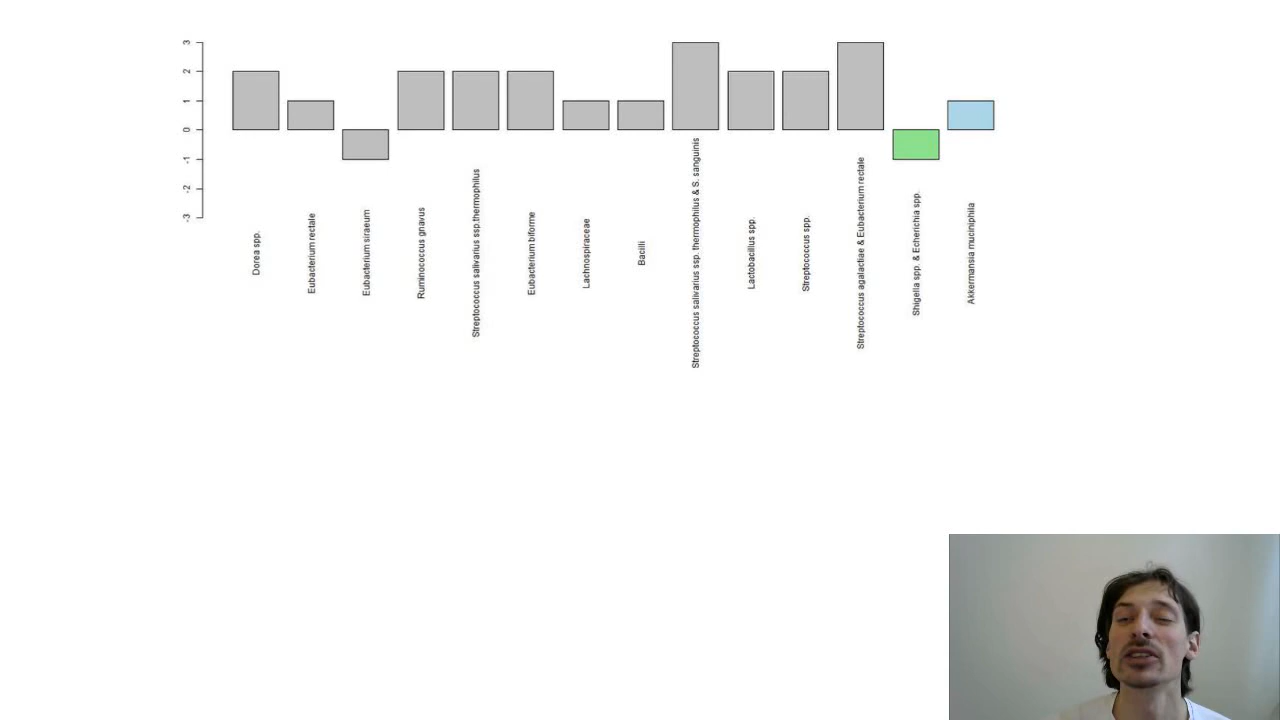 3
2
1
0
-1
-2
-3
Dorea spp.
Eubacterium rectale
Eubacterium siraeum
Ruminococcus gnavus
Streptococcus salivarius ssp.thermophilus
Eubacterium biforme
Lachnospiraceae
Bacilli
Streptococcus salivarius ssp. thermophilus & S. sanguinis
Lactobacillus spp.
Streptococcus spp.
Streptococcus agalactiae & Eubacterium rectale
Shigella spp. & Echerichia spp.
Akkermansia muciniphila